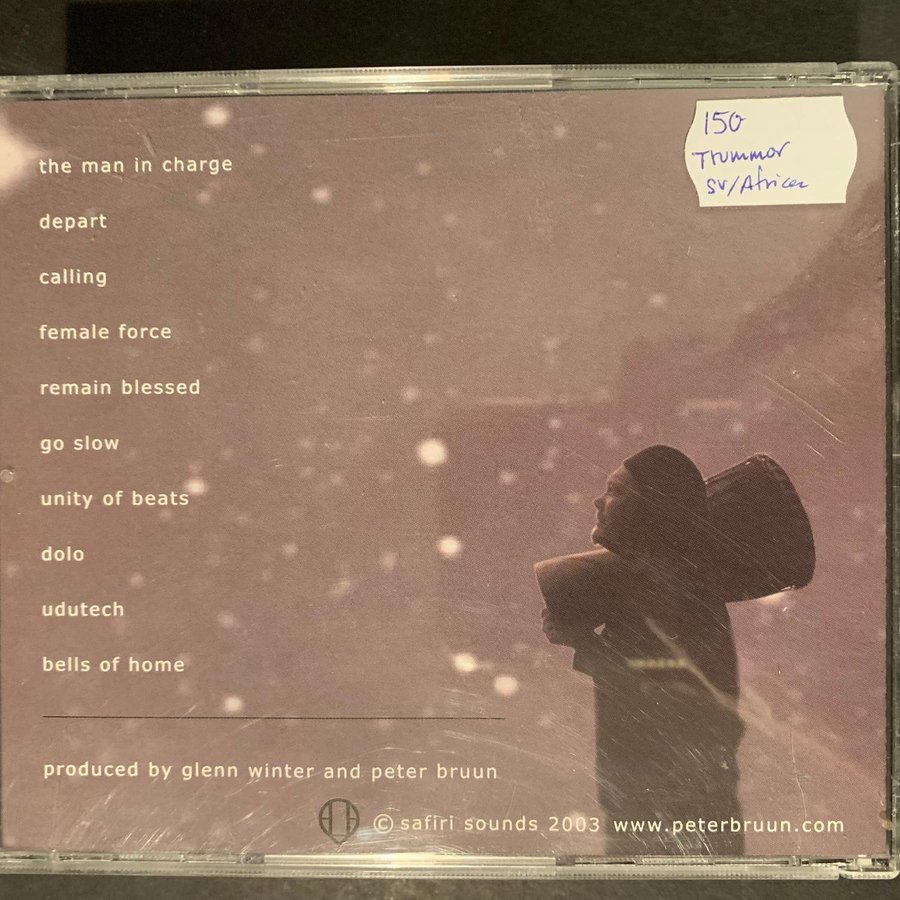 150
Trummor
sv/African
the man in charge
depart
calling
female force
remain blessed
go slow
unity of beats
dolo
udutech
bells of home
produced by glenn winter and peter bruun
© safiri sounds 2003 www.peterbruun.com